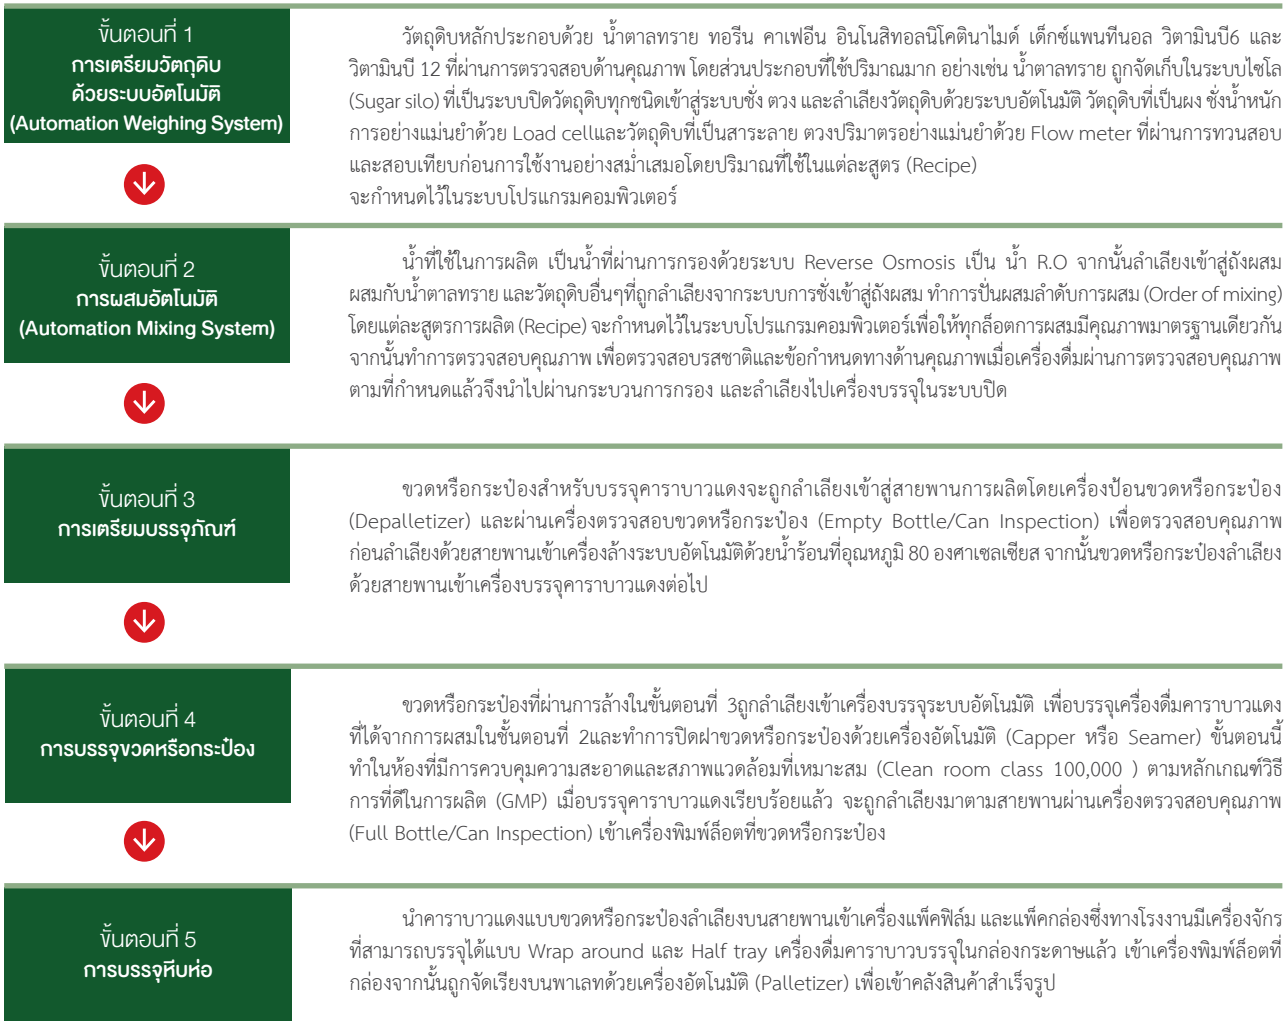 ขั้นตอนที่ 1
การเตรียมวัตถุดิบ
ด้วยระบบอัตโนมัติ
(Automation Weighing System)
วัตถุดิบหลักประกอบด้วย น้ำตาลทราย ทอรีน คาเฟอีน อินโนสิทอลนิโคตินาไมด์ เด็กซ์แพนทีนอล วิตามินบี6 และ
วิตามินบี 12 ที่ผ่านการตรวจสอบด้านคุณภาพ โดยส่วนประกอบที่ใช้ปริมาณมาก อย่างเช่น น้ำตาลทราย ถูกจัดเก็บในระบบไซโล
(Sugar silo) ที่เป็นระบบปิดวัตถุดิบทุกชนิดเข้าสู่ระบบชั่ง ตวง และลำเลียงวัตถุดิบด้วยระบบอัตโนมัติ วัตถุดิบที่เป็นผง ชั่งน้ำหนัก
การอย่างแม่นยำด้วย Load cellและวัตถุดิบที่เป็นสาระลาย ตวงปริมาตรอย่างแม่นยำด้วย Flow meter ที่ผ่านการทวนสอบ
และสอบเทียบก่อนการใช้งานอย่างสม่ำเสมอโดยปริมาณที่ใช้ในแต่ละสูตร (Recipe)
จะกำหนดไว้ในระบบโปรแกรมคอมพิวเตอร์
ขั้นตอนที่ 2
การผสมอัตโนมัติ
(Automation Mixing System)
น้ำที่ใช้ในการผลิต เป็นน้ำที่ผ่านการกรองด้วยระบบ Reverse Osmosis เป็น น้ำ R.O จากนั้นลำเลียงเข้าสู่ถังผสม
ผสมกับน้ำตาลทราย และวัตถุดิบอื่นๆที่ถูกลำเลียงจากระบบการชั่งเข้าสู่ถังผสม ทำการปั่นผสมลำดับการผสม (Order of mixing)
โดยแต่ละสูตรการผลิต (Recipe) จะกำหนดไว้ในระบบโปรแกรมคอมพิวเตอร์เพื่อให้ทุกล็อตการผสมมีคุณภาพมาตรฐานเดียวกัน
จากนั้นทำการตรวจสอบคุณภาพ เพื่อตรวจสอบรสชาติและข้อกำหนดทางด้านคุณภาพเมื่อเครื่องดื่มผ่านการตรวจสอบคุณภาพ
ตามที่กำหนดแล้วจึงนำไปผ่านกระบวนการกรอง และลำเลียงไปเครื่องบรรจุในระบบปิด
ขั้นตอนที่ 3
การเตรียมบรรจุภัณฑ์
ขวดหรือกระป๋องสำหรับบรรจุคาราบาวแดงจะถูกลำเลียงเข้าสู่สายพานการผลิตโดยเครื่องป้อนขวดหรือกระป๋อง
(Depalletizer) และผ่านเครื่องตรวจสอบขวดหรือกระป๋อง (Empty Bottle/Can Inspection) เพื่อตรวจสอบคุณภาพ
ก่อนลำเลียงด้วยสายพานเข้าเครื่องล้างระบบอัตโนมัติด้วยน้ำร้อนที่อุณหภูมิ 80 องศาเซลเซียส จากนั้นขวดหรือกระป๋องลำเลียง
ด้วยสายพานเข้าเครื่องบรรจุคาราบาวแดงต่อไป
ขั้นตอนที่ 4
การบรรจุขวดหรือกระป๋อง
ขวดหรือกระป๋องที่ผ่านการล้างในขั้นตอนที่ 3ถูกลำเลียงเข้าเครื่องบรรจุระบบอัตโนมัติ เพื่อบรรจุเครื่องดื่มคาราบาวแดง
ที่ได้จากการผสมในชั้นตอนที่ 2และทำการปิดฝาขวดหรือกระป๋องด้วยเครื่องอัตโนมัติ (Capper หรือ Seamer) ขั้นตอนนี้
ทำในห้องที่มีการควบคุมความสะอาดและสภาพแวดล้อมที่เหมาะสม (Clean room class 100,000 ) ตามหลักเกณฑ์วิธี
การที่ดีในการผลิต (GMP) เมื่อบรรจุคาราบาวแดงเรียบร้อยแล้ว จะถูกลำเลียงมาตามสายพานผ่านเครื่องตรวจสอบคุณภาพ
(Full Bottle/Can Inspection) เข้าเครื่องพิมพ์ล็อตที่ขวดหรือกระป๋อง
ขั้นตอนที่ 5
การบรรจุหีบห่อ
นำคาราบาวแดงแบบขวดหรือกระป๋องลำเลียงบนสายพานเข้าเครื่องแพ็คฟิล์ม และแพ็คกล่องซึ่งทางโรงงานมีเครื่องจักร
ที่สามารถบรรจุได้แบบ Wrap around และ Half tray เครื่องดื่มคาราบาวบรรจุในกล่องกระดาษแล้ว เข้าเครื่องพิมพ์ล็อตที่
กล่องจากนั้นถูกจัดเรียงบนพาเลทด้วยเครื่องอัตโนมัติ (Palletizer) เพื่อเข้าคลังสินค้าสำเร็จรูป